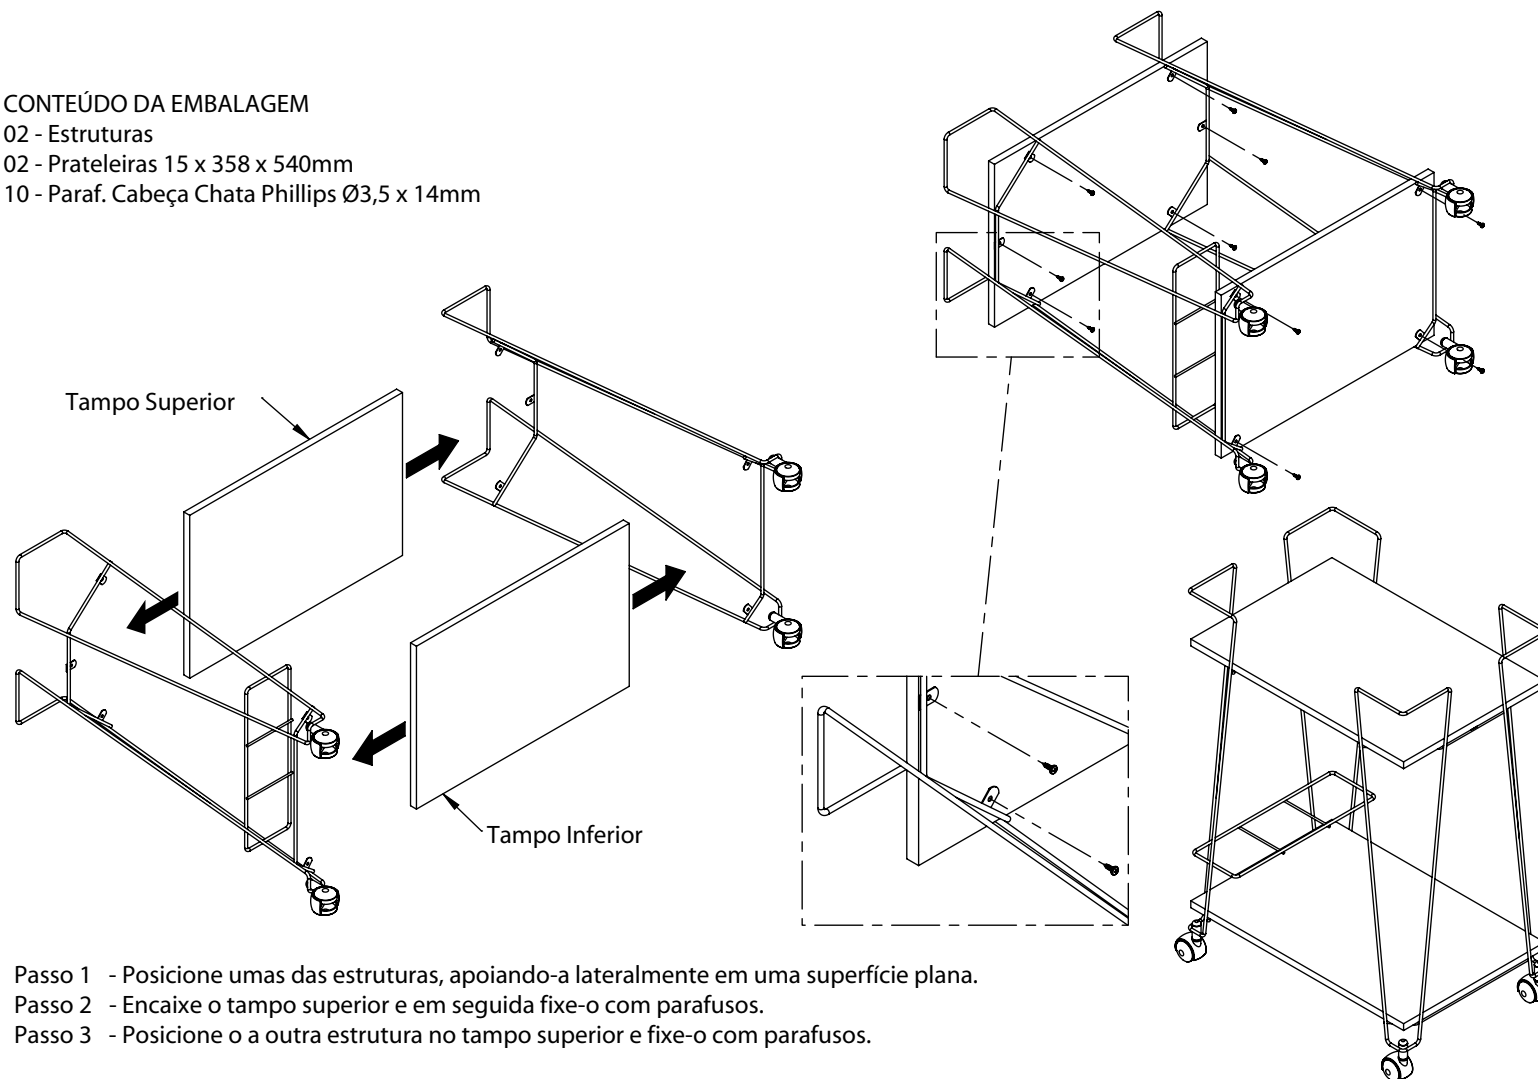 CONTEÚDO DA EMBALAGEM
02 - Estruturas
02 - Prateleiras 15 x 358 x 540mm
10 - Paraf. Cabeça Chata Phillips Ø3,5 x 14mm
Tampo Superior
Tampo Inferior
Passo 1 - Posicione umas das estruturas, apoiando-a lateralmente em uma superfície plana.
Passo 2 - Encaixe o tampo superior e em seguida fixe-o com parafusos.
Passo 3 - Posicione o a outra estrutura no tampo superior e fixe-o com parafusos.